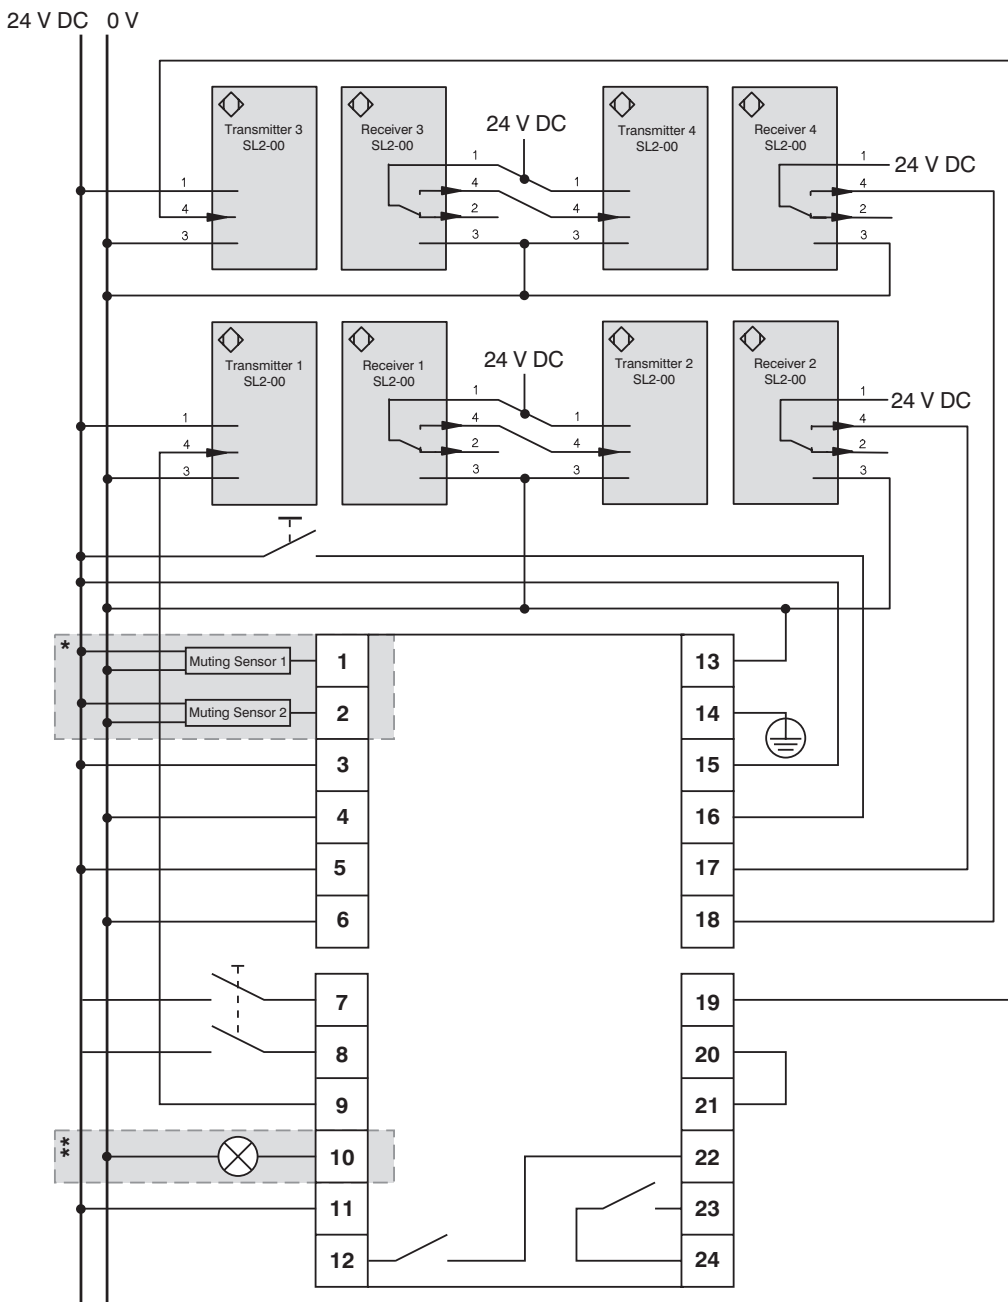 24 V DC 0 V
Transmitter 3
SL2-00
Receiver 3
SL2-00
24 V DC
Transmitter 4
SL2-00
Receiver 4
SL2-00
24 V DC
1
4
3
1
4
2
3
1
4
3
1
4
2
3
Transmitter 1
SL2-00
Receiver 1
SL2-00
24 V DC
Transmitter 2
SL2-00
Receiver 2
SL2-00
24 V DC
1
4
3
1
4
2
3
1
4
3
1
4
2
3
*
Muting Sensor 1
1
13
Muting Sensor 2
2
14
3
15
4
16
5
17
6
18
7
19
8
20
9
21
**
10
22
11
23
12
24